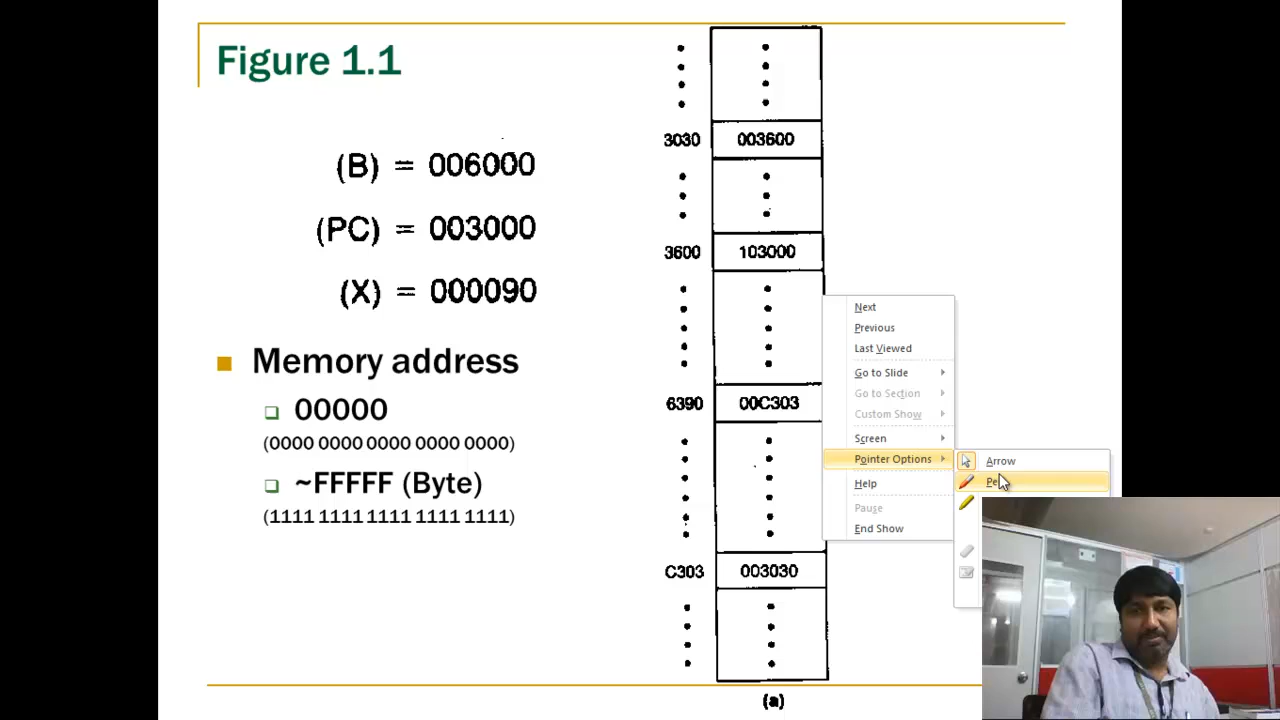 Figure 1.1
(B) = 006000
(PC) = 003000
(X) = 000090
Memory address
00000
(0000 0000 0000 0000 0000)
~FFFFF (Byte)
(1111 1111 1111 1111 1111)
3030 003600
3600 103000
6390 00C303
C303 003030
(a)
Next
Previous
Last Viewed
Go to Slide
Go to Section
Custom Show
Screen
Pointer Options
Help
Pause
End Show
Arrow